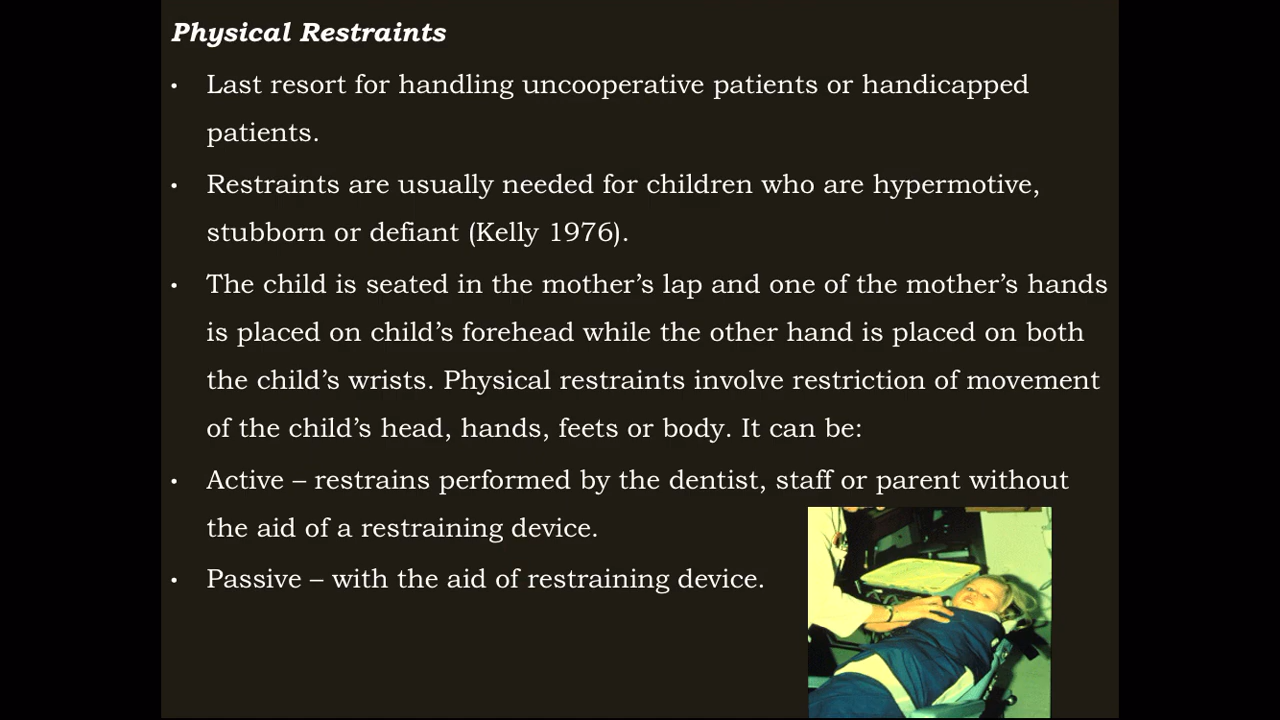 Physical Restraints
• Last resort for handling uncooperative patients or handicapped
patients.
• Restraints are usually needed for children who are hypermotive,
stubborn or defiant (Kelly 1976).
• The child is seated in the mother’s lap and one of the mother’s hands
is placed on child’s forehead while the other hand is placed on both
the child’s wrists. Physical restraints involve restriction of movement
of the child’s head, hands, feets or body. It can be:
• Active – restrains performed by the dentist, staff or parent without
the aid of a restraining device.
• Passive – with the aid of restraining device.